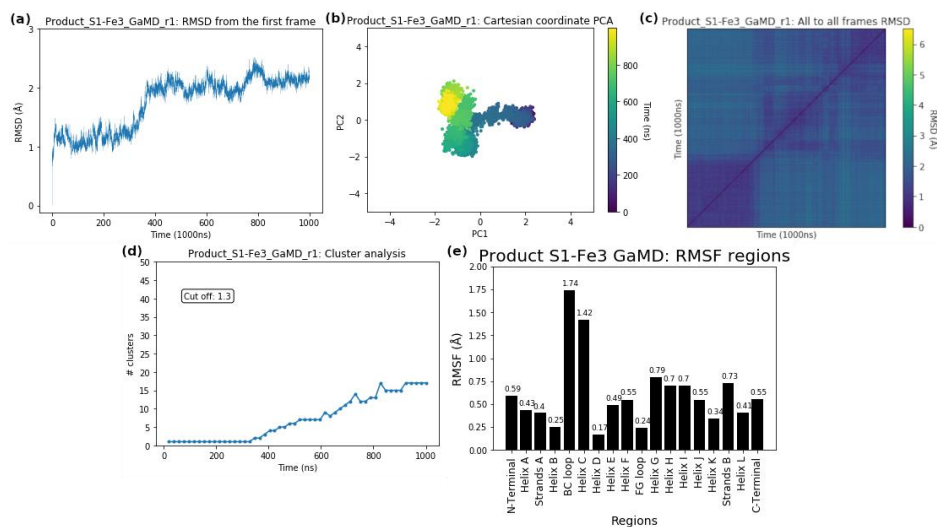 (a)
Product_S1-Fe3_GaMD_r1: RMSD from the first frame
3
2
1
0
RMSD (Å)
0
200
400
600
800
1000
Time (1000ns)
(b)
Product_S1-Fe3_GaMD_r1: Cartesian coordinate PCA
4
2
0
-2
-4
PC2
−4
−2
0
2
4
PC1
800
600
400
200
0
Time (ns)
(c)
Product_S1-Fe3_GaMD_r1: All to all frames RMSD
Time (1000ns)
Time (1000ns)
6
5
4
3
2
1
0
RMSD (Å)
(d)
Product_S1-Fe3_GaMD_r1: Cluster analysis
Cut off: 1.3
50
45
40
35
30
25
20
15
10
5
0
# clusters
0
200
400
600
800
1000
Time (ns)
(e)
Product S1-Fe3 GaMD: RMSF regions
2.00
1.75
1.50
1.25
1.00
0.75
0.50
0.25
0.00
RMSF (Å)
0.59
0.43
0.4
0.25
1.74
1.42
0.17
0.49
0.55
0.24
0.79
0.7
0.7
0.55
0.34
0.73
0.41
0.55
N-Terminal
Helix A
Strands A
Helix B
BC loop
Helix C
Helix D
Helix E
Helix F
FG loop
Helix G
Helix H
Helix I
Helix J
Helix K
Strands B
Helix L
C-Terminal
Regions